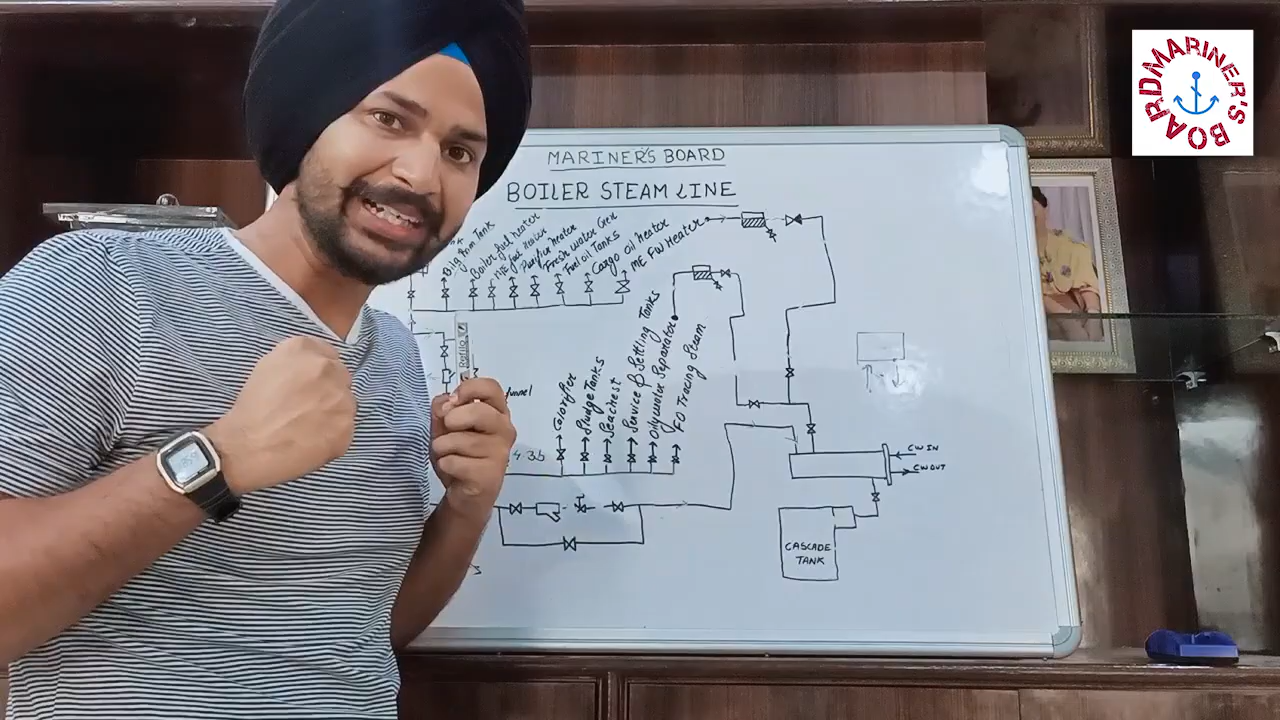 MARINER'S BOARD
MARINER'S BOARD
BOILER STEAM LINE
Bilg Prim Tank
Boiler fuel heater
ME fuel heater
Purifier Heater
Fresh water Gen
Fuel oil Tanks
Cargo oil Heater
ME FW Heater
Calorifier
Sludge Tanks
Seachest
Service & Settling Tanks
Oily water Separator
FO Tracing Steam
CW IN
CW OUT
CASCADE
TANK